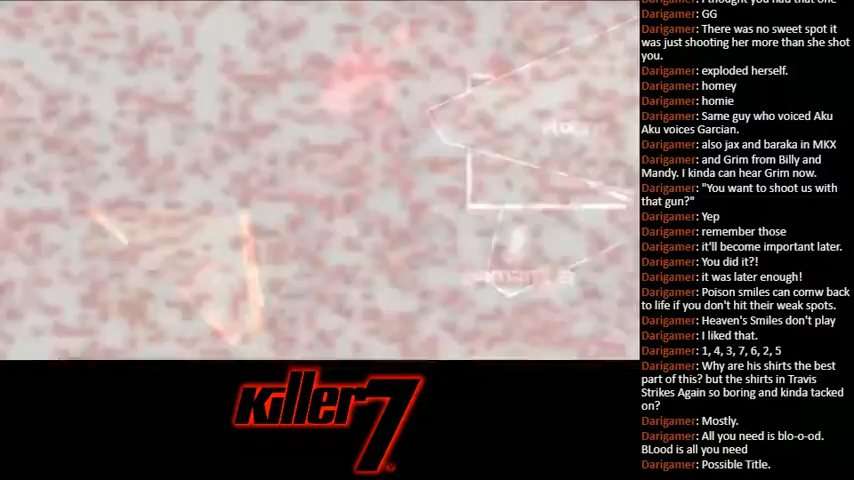 Darigamer: GG
Darigamer: There was no sweet spot it
was just shooting her more than she shot
you.
Darigamer: exploded herself.
Darigamer: homey
Darigamer: homie
Darigamer: Same guy who voiced Aku
Aku voices Garcian.
Darigamer: also jax and baraka in MKX
Darigamer: and Grim from Billy and
Mandy. I kinda can hear Grim now.
Darigamer: "You want to shoot us with
that gun?"
Darigamer: Yep
Darigamer: remember those
Darigamer: it'll become important later.
Darigamer: You did it?!
Darigamer: it was later enough!
Darigamer: Poison smiles can comw back
to life if you don't hit their weak spots.
Darigamer: Heaven's Smiles don't play
Darigamer: I liked that.
Darigamer: 1, 4, 3, 7, 6, 2, 5
Darigamer: Why are his shirts the best
part of this? but the shirts in Travis
Strikes Again so boring and kinda tacked
on?
Darigamer: Mostly.
Darigamer: All you need is blo-o-od.
BLood is all you need
Darigamer: Possible Title.
killer7